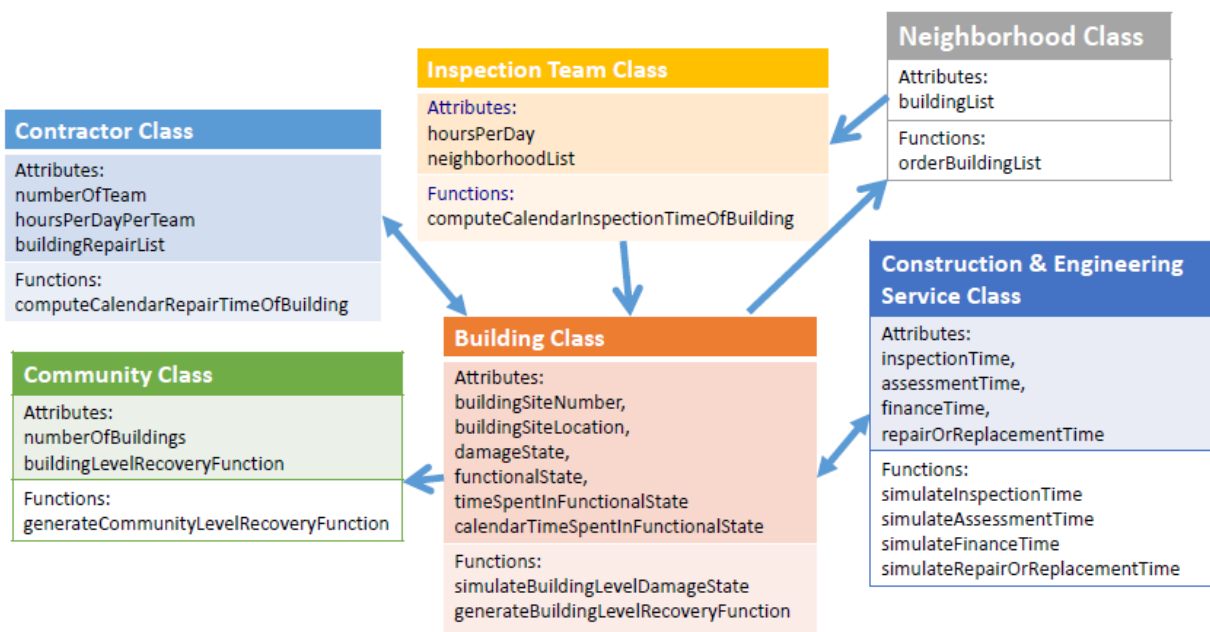 Contractor Class
Attributes:
numberOfTeam
hoursPerDayPerTeam
buildingRepairList
Functions:
computeCalendarRepairTimeOfBuilding
Inspection Team Class
Attributes:
hoursPerDay
neighborhoodList
Functions:
computeCalendarInspectionTimeOfBuilding
Neighborhood Class
Attributes:
buildingList
Functions:
orderBuildingList
Community Class
Attributes:
numberOfBuildings
buildingLevelRecoveryFunction
Functions:
generateCommunityLevelRecoveryFunction
Building Class
Attributes:
buildingSiteNumber,
buildingSiteLocation,
damageState,
functionalState,
timeSpentInFunctionalState
calendarTimeSpentInFunctionalState
Functions:
simulateBuildingLevelDamageState
generateBuildingLevelRecoveryFunction
Construction & Engineering
Service Class
Attributes:
inspectionTime,
assessmentTime,
financeTime,
repairOrReplacementTime
Functions:
simulateInspectionTime
simulateAssessmentTime
simulateFinanceTime
simulateRepairOrReplacementTime